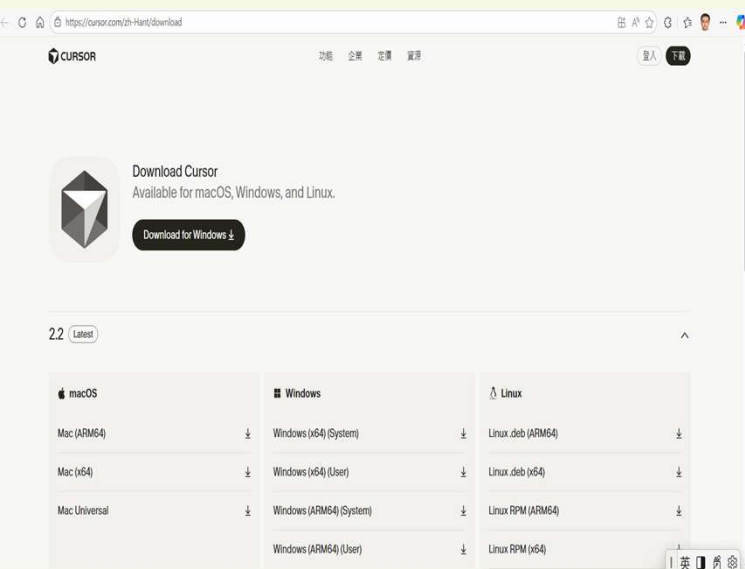 https://cursor.com/zh-Hant/download
CURSOR
功能 企業 定價 資源
登入 下載
Download Cursor
Available for macOS, Windows, and Linux.
Download for Windows ↓
2.2 Latest
macOS
Mac (ARM64)
Mac (x64)
Mac Universal
Windows
Windows (x64) (System)
Windows (x64) (User)
Windows (ARM64) (System)
Windows (ARM64) (User)
Linux
Linux .deb (ARM64)
Linux .deb (x64)
Linux RPM (ARM64)
Linux RPM (x64)
英